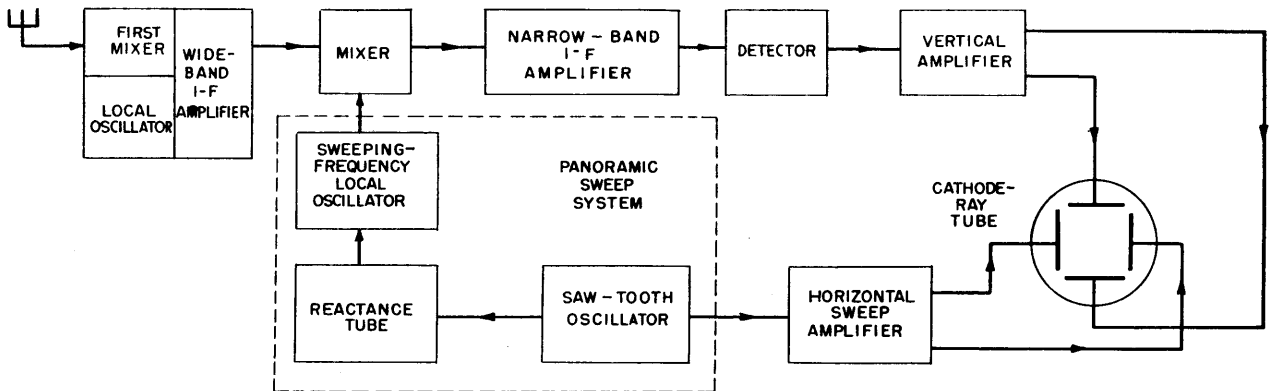 FIRST
MIXER
WIDE-
BAND
I-F
AMPLIFIER
LOCAL
OSCILLATOR
MIXER
NARROW-BAND
I-F
AMPLIFIER
DETECTOR
VERTICAL
AMPLIFIER
SWEEPING-
FREQUENCY
LOCAL
OSCILLATOR
PANORAMIC
SWEEP
SYSTEM
CATHODE-
RAY
TUBE
REACTANCE
TUBE
SAW-TOOTH
OSCILLATOR
HORIZONTAL
SWEEP
AMPLIFIER